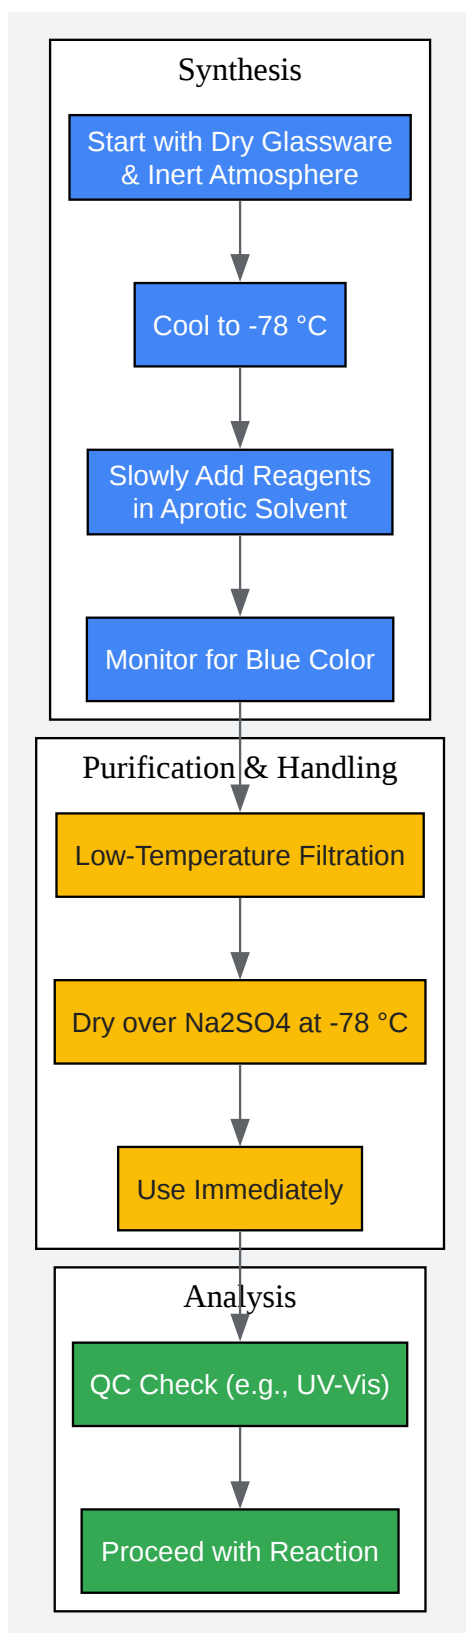 Synthesis
Start with Dry Glassware
& Inert Atmosphere
Cool to -78 °C
Slowly Add Reagents
in Aprotic Solvent
Monitor for Blue Color
Purification & Handling
Low-Temperature Filtration
Dry over Na2SO4 at -78 °C
Use Immediately
Analysis
QC Check (e.g., UV-Vis)
Proceed with Reaction